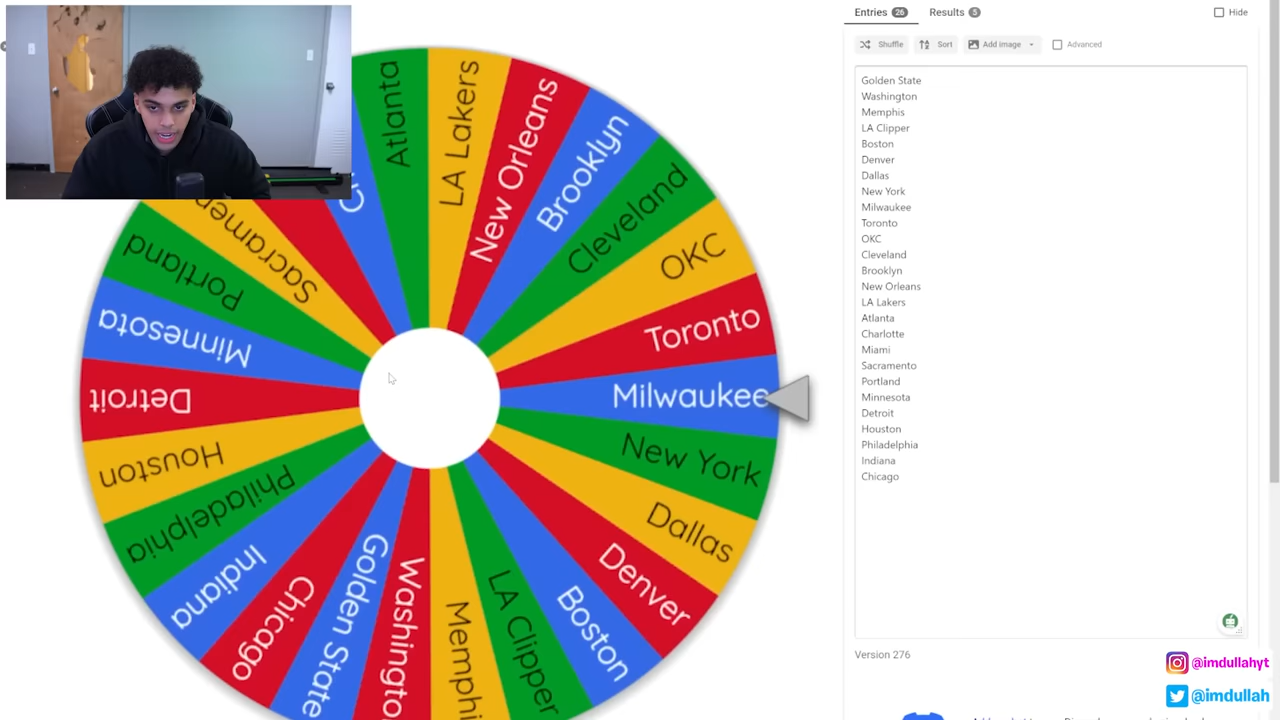 Entries 26
Results 5
Hide
Shuffle
Sort
Add image
Advanced
Golden State
Washington
Memphis
LA Clipper
Boston
Denver
Dallas
New York
Milwaukee
Toronto
OKC
Cleveland
Brooklyn
New Orleans
LA Lakers
Atlanta
Charlotte
Miami
Sacramento
Portland
Minnesota
Detroit
Houston
Philadelphia
Indiana
Chicago
Version 276
@imdullahyt
@imdullah
Atlanta
LA Lakers
New Orleans
Brooklyn
Cleveland
OKC
Toronto
Milwaukee
New York
Dallas
Denver
Boston
LA Clipper
Memphi
Washingto
Golden State
Chicago
Indiana
Philadelphia
Houston
Detroit
Minnesota
Portland
Sacramen